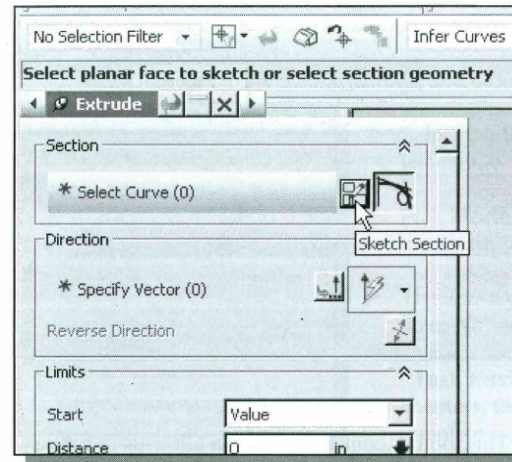 No Selection Filter Infer Curves
Select planar face to sketch or select section geometry
Extrude
Section
* Select Curve (0)
Sketch Section
Direction
* Specify Vector (0)
Reverse Direction
Limits
Start Value
Distance 0 in